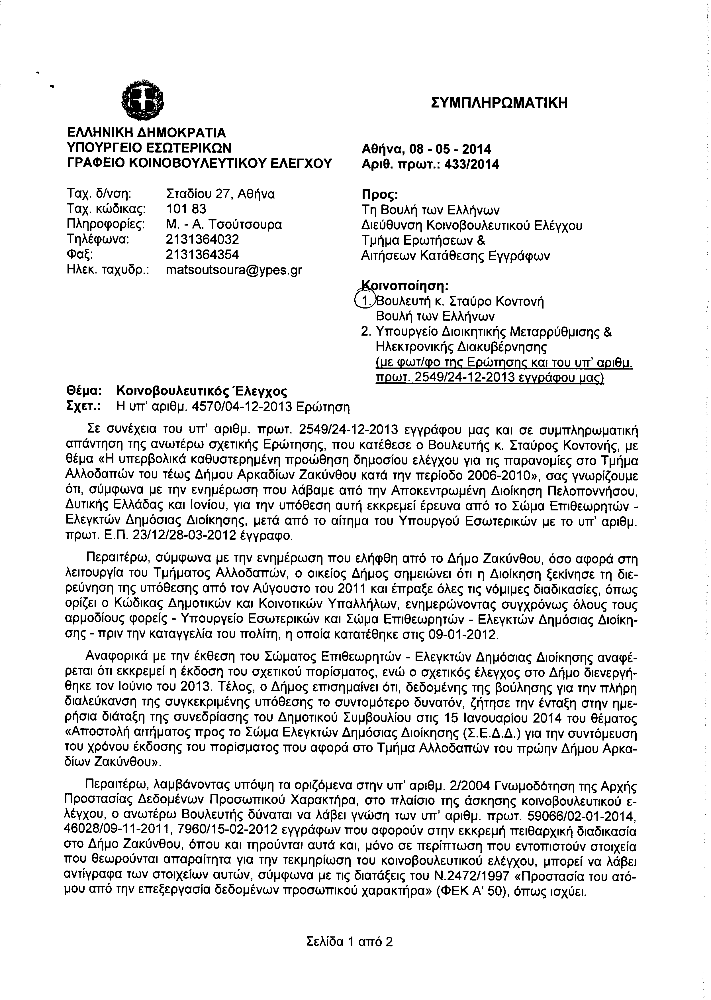 ΣΥΜΠΛΗΡΩΜΑΤΙΚΗ
ΕΛΛΗΝΙΚΗ ΔΗΜΟΚΡΑΤΙΑ
ΥΠΟΥΡΓΕΙΟ ΕΣΩΤΕΡΙΚΩΝ
ΓΡΑΦΕΙΟ ΚΟΙΝΟΒΟΥΛΕΥΤΙΚΟΥ ΕΛΕΓΧΟΥ
Αθήνα, 08 - 05 - 2014
Αριθ. πρωτ.: 433/2014
Ταχ. δ/νση: Σταδίου 27, Αθήνα
Ταχ. κώδικας: 101 83
Πληροφορίες: Μ. - Α. Τσούτσουρα
Τηλέφωνα: 2131364032
Φαξ: 2131364354
Ηλεκ. ταχυδρ.: matsoutsoura@ypes.gr
Προς:
Τη Βουλή των Ελλήνων
Διεύθυνση Κοινοβουλευτικού Ελέγχου
Τμήμα Ερωτήσεων &
Αιτήσεων Κατάθεσης Εγγράφων
Κοινοποίηση:
1. Βουλευτή κ. Σταύρο Κοντονή
Βουλή των Ελλήνων
2. Υπουργείο Διοικητικής Μεταρρύθμισης &
Ηλεκτρονικής Διακυβέρνησης
(με φωτ/φο της Ερώτησης και του υπ’ αριθμ.
πρωτ. 2549/24-12-2013 εγγράφου μας)
Θέμα: Κοινοβουλευτικός Έλεγχος
Σχετ.: Η υπ’ αριθμ. 4570/04-12-2013 Ερώτηση
Σε συνέχεια του υπ’ αριθμ. πρωτ. 2549/24-12-2013 εγγράφου μας και σε συμπληρωματική
απάντηση της ανωτέρω σχετικής Ερώτησης, που κατέθεσε ο Βουλευτής κ. Σταύρος Κοντονής, με
θέμα «Η υπερβολικά καθυστερημένη προώθηση δημοσίου ελέγχου για τις παρανομίες στο Τμήμα
Αλλοδαπών του τέως Δήμου Αρκαδίων Ζακύνθου κατά την περίοδο 2006-2010», σας γνωρίζουμε
ότι, σύμφωνα με την ενημέρωση που λάβαμε από την Αποκεντρωμένη Διοίκηση Πελοποννήσου,
Δυτικής Ελλάδας και Ιονίου, για την υπόθεση αυτή εκκρεμεί έρευνα από το Σώμα Επιθεωρητών -
Ελεγκτών Δημόσιας Διοίκησης, μετά από το αίτημα του Υπουργού Εσωτερικών με το υπ’ αριθμ.
πρωτ. Ε.Π. 23/12/28-03-2012 έγγραφο.
Περαιτέρω, σύμφωνα με την ενημέρωση που ελήφθη από το Δήμο Ζακύνθου, όσο αφορά στη
λειτουργία του Τμήματος Αλλοδαπών, ο οικείος Δήμος σημειώνει ότι η Διοίκηση ξεκίνησε τη διε-
ρεύνηση της υπόθεσης από τον Αύγουστο του 2011 και έπραξε όλες τις νόμιμες διαδικασίες, όπως
ορίζει ο Κώδικας Δημοτικών και Κοινοτικών Υπαλλήλων, ενημερώνοντας συγχρόνως όλους τους
αρμοδίους φορείς - Υπουργείο Εσωτερικών και Σώμα Επιθεωρητών - Ελεγκτών Δημόσιας Διοίκη-
σης - πριν την καταγγελία του πολίτη, η οποία κατατέθηκε στις 09-01-2012.
Αναφορικά με την έκθεση του Σώματος Επιθεωρητών - Ελεγκτών Δημόσιας Διοίκησης αναφέ-
ρεται ότι εκκρεμεί η έκδοση του σχετικού πορίσματος, ενώ ο σχετικός έλεγχος στο Δήμο διενεργή-
θηκε τον Ιούνιο του 2013. Τέλος, ο Δήμος επισημαίνει ότι, δεδομένης της βούλησης για την πλήρη
διαλεύκανση της συγκεκριμένης υπόθεσης το συντομότερο δυνατόν, ζήτησε την ένταξη στην ημε-
ρήσια διάταξη της συνεδρίασης του Δημοτικού Συμβουλίου στις 15 Ιανουαρίου 2014 του θέματος
«Αποστολή αιτήματος προς το Σώμα Ελεγκτών Δημόσιας Διοίκησης (Σ.Ε.Δ.Δ.) για την συντόμευση
του χρόνου έκδοσης του πορίσματος που αφορά στο Τμήμα Αλλοδαπών του πρώην Δήμου Αρκα-
δίων Ζακύνθου».
Περαιτέρω, λαμβάνοντας υπόψη τα οριζόμενα στην υπ’ αριθμ. 2/2004 Γνωμοδότηση της Αρχής
Προστασίας Δεδομένων Προσωπικού Χαρακτήρα, στο πλαίσιο της άσκησης κοινοβουλευτικού ε-
λέγχου, ο ανωτέρω Βουλευτής δύναται να λάβει γνώση των υπ’ αριθμ. πρωτ. 59066/02-01-2014,
46028/09-11-2011, 7960/15-02-2012 εγγράφων που αφορούν στην εκκρεμή πειθαρχική διαδικασία
στο Δήμο Ζακύνθου, όπου και τηρούνται αυτά και, μόνο σε περίπτωση που εντοπιστούν στοιχεία
που θεωρούνται απαραίτητα για την τεκμηρίωση του κοινοβουλευτικού ελέγχου, μπορεί να λάβει
αντίγραφα των στοιχείων αυτών, σύμφωνα με τις διατάξεις του Ν.2472/1997 «Προστασία του ατό-
μου από την επεξεργασία δεδομένων προσωπικού χαρακτήρα» (ΦΕΚ Α' 50), όπως ισχύει.
Σελίδα 1 από 2